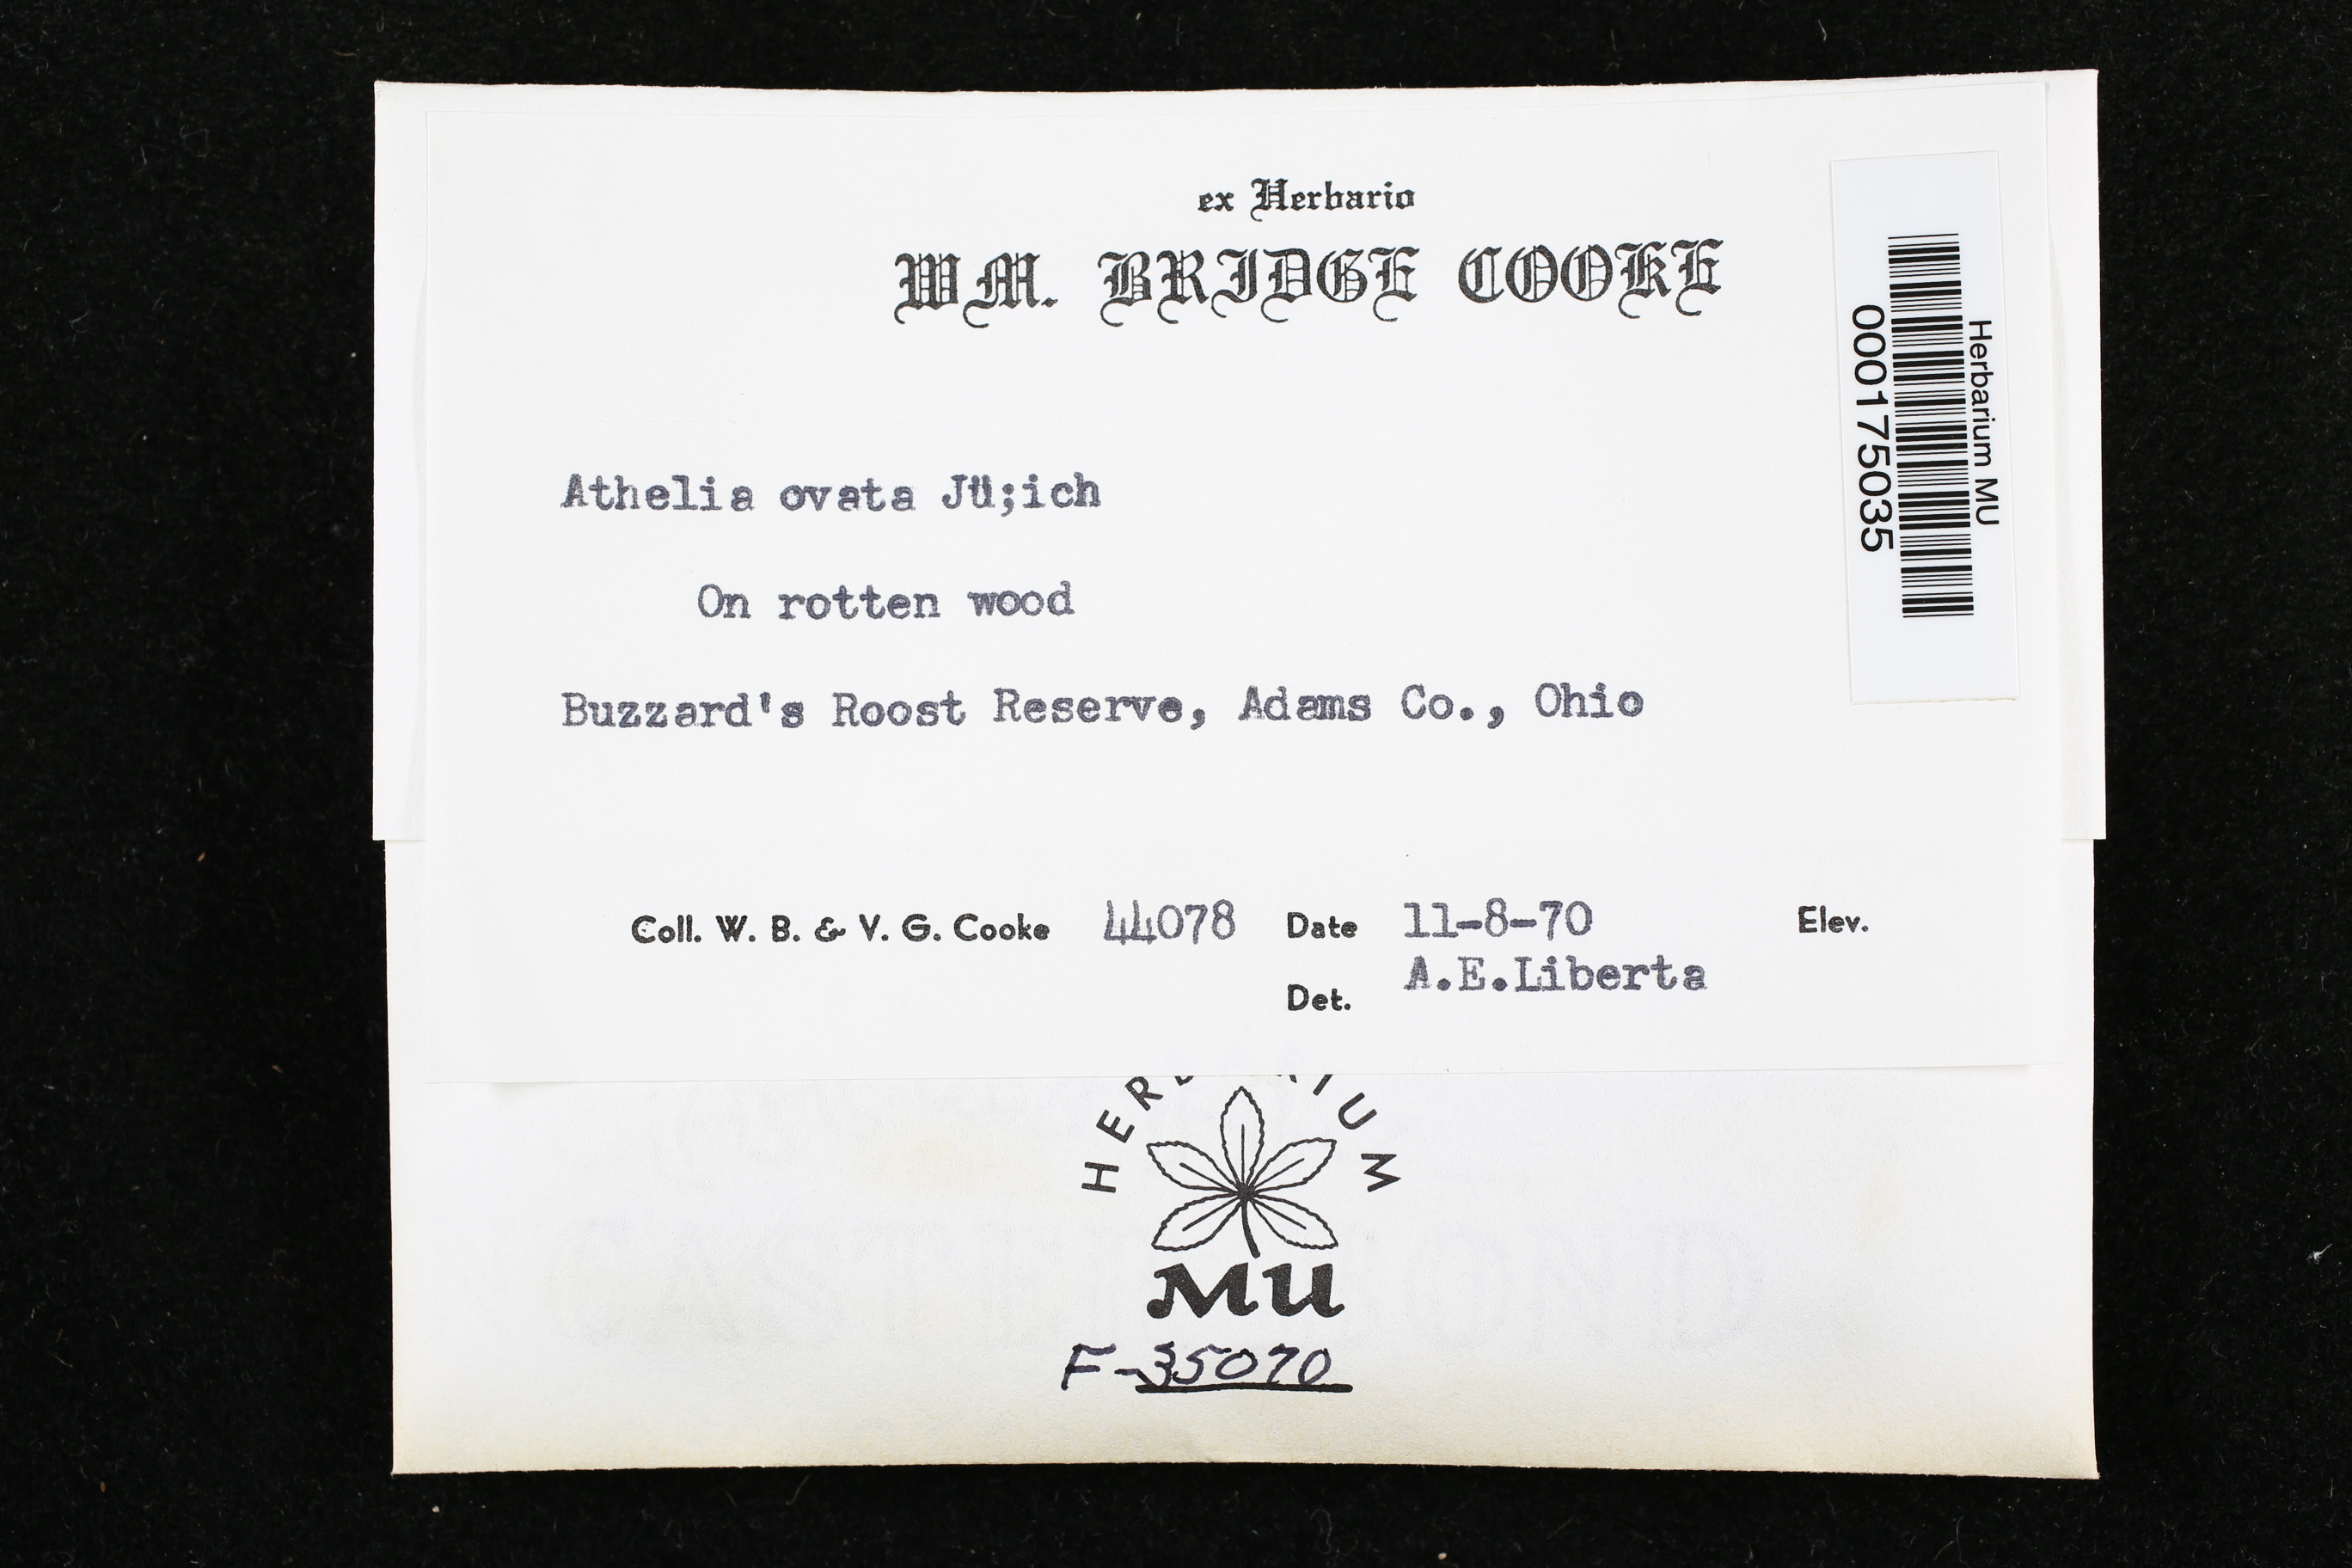 ex Herbario
WM. BRIDGE COOKE
Herbarium MU
000175035
Athelia ovata Jü;ich
On rotten wood
Buzzard's Roost Reserve, Adams Co., Ohio
Coll. W. B. & V. G. Cooke 44078 Date 11-8-70 Elev.
Det. A.E.Liberta
MU
F-35070